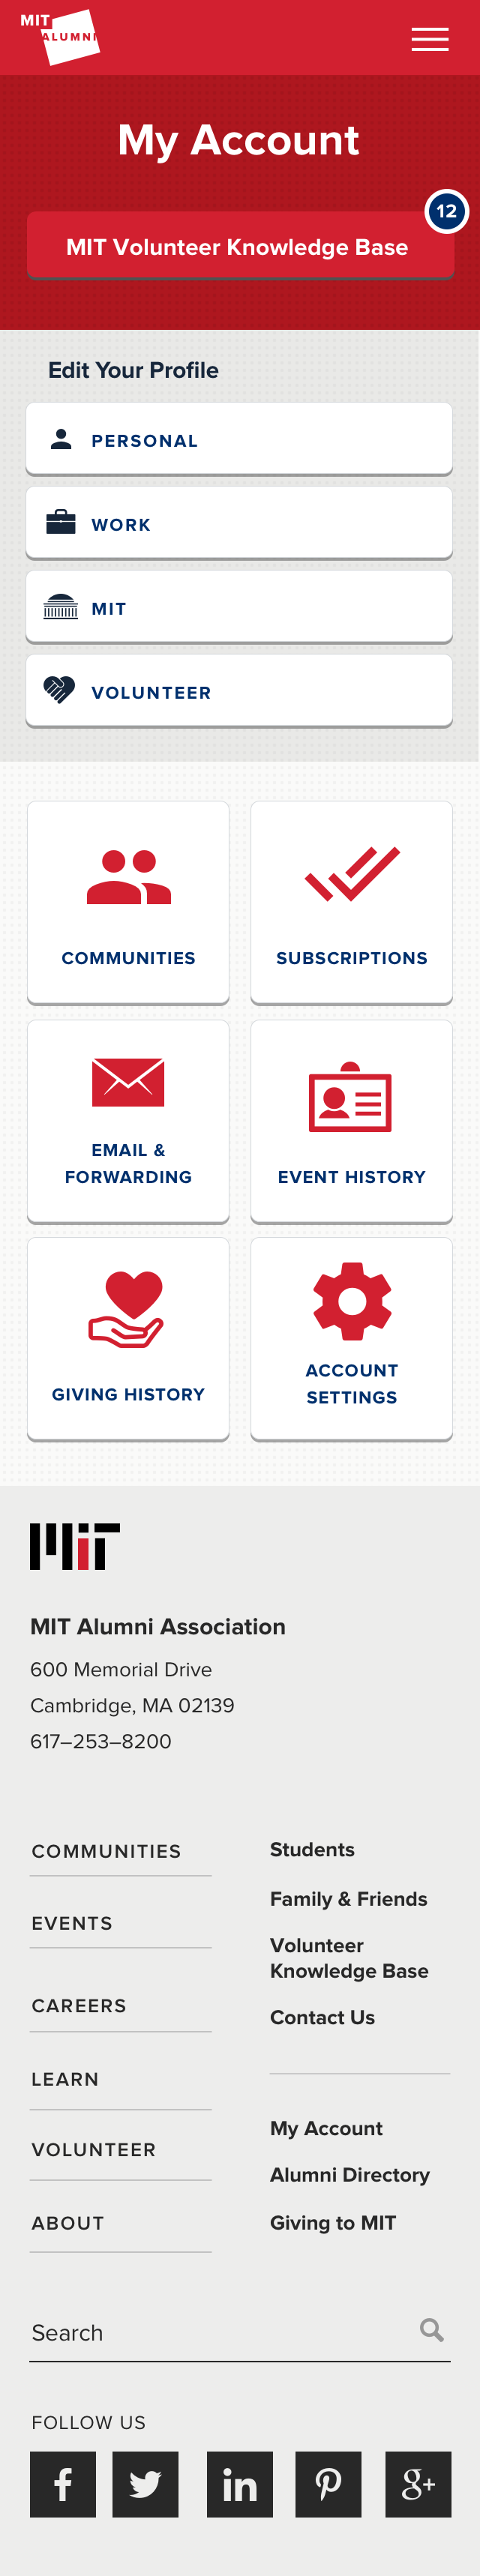 MIT
ALUMNI
My Account
12
MIT Volunteer Knowledge Base
Edit Your Profile
PERSONAL
WORK
MIT
VOLUNTEER
COMMUNITIES
SUBSCRIPTIONS
EMAIL &
FORWARDING
EVENT HISTORY
GIVING HISTORY
ACCOUNT
SETTINGS
MIT
MIT Alumni Association
600 Memorial Drive
Cambridge, MA 02139
617–253–8200
COMMUNITIES
EVENTS
CAREERS
LEARN
VOLUNTEER
ABOUT
Students
Family & Friends
Volunteer
Knowledge Base
Contact Us
My Account
Alumni Directory
Giving to MIT
Search
FOLLOW US
f
in
g+